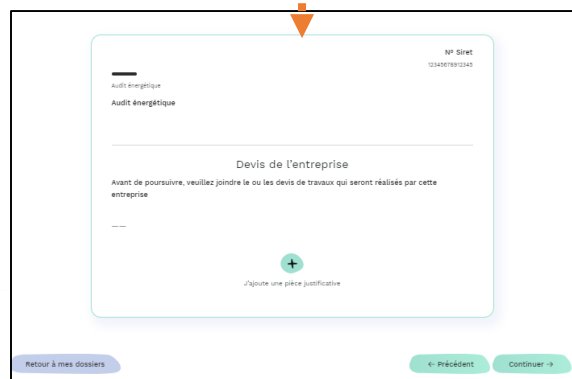 N° Siret
12345678912345
Audit énergétique
Audit énergétique
Devis de l'entreprise
Avant de poursuivre, veuillez joindre le ou les devis de travaux qui seront réalisés par cette
entreprise
——
J'ajoute une pièce justificative
Retour à mes dossiers
← Précédent
Continuer →